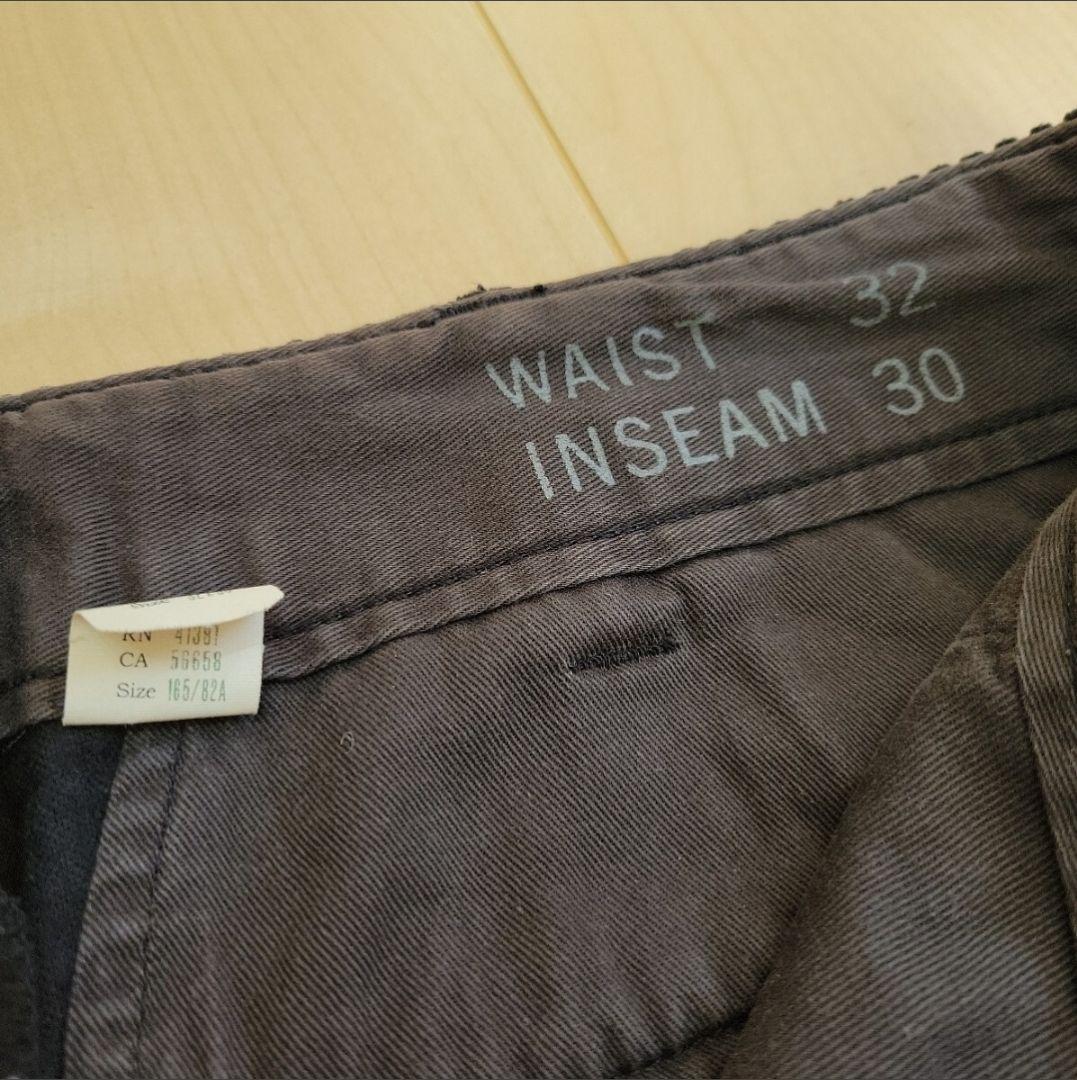 WAIST 32
INSEAM 30
RN 41381
CA 56658
Size 165/82A